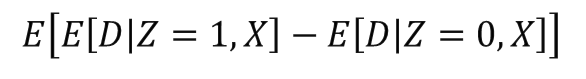 E[E[D|Z = 1, X] − E[D|Z = 0, X]]